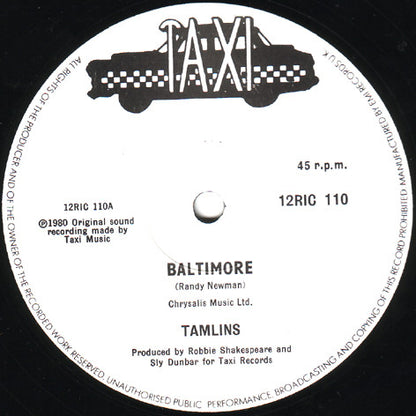 TAXI
45 r.p.m.
12RIC 110A
12RIC 110
℗1980 Original sound
recording made by
Taxi Music
BALTIMORE
(Randy Newman)
Chrysalis Music Ltd.
TAMLINS
Produced by Robbie Shakespeare and
Sly Dunbar for Taxi Records
ALL RIGHTS OF THE PRODUCER AND OF THE OWNER OF THE RECORDED WORK RESERVED. UNAUTHORISED PUBLIC PERFORMANCE, BROADCASTING AND COPYING OF THIS RECORD PROHIBITED. MANUFACTURED BY EMI RECORDS U.K.